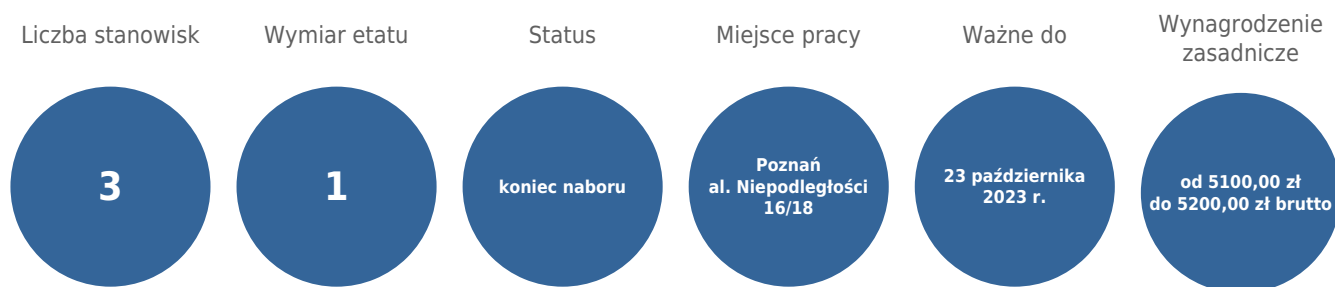 Liczba stanowisk
3
Wymiar etatu
1
Status
koniec naboru
Miejsce pracy
Poznań
al. Niepodległości
16/18
Ważne do
23 października
2023 r.
Wynagrodzenie
zasadnicze
od 5100,00 zł
do 5200,00 zł brutto